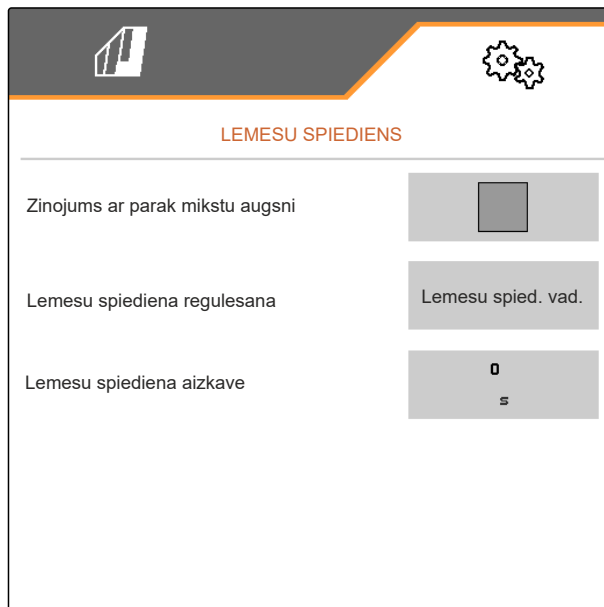 LEMESU SPIEDIENS
Zinojums ar parak mikstu augsni
Lemesu spiediena regulesana
Lemesu spied. vad.
Lemesu spiediena aizkave
0
s